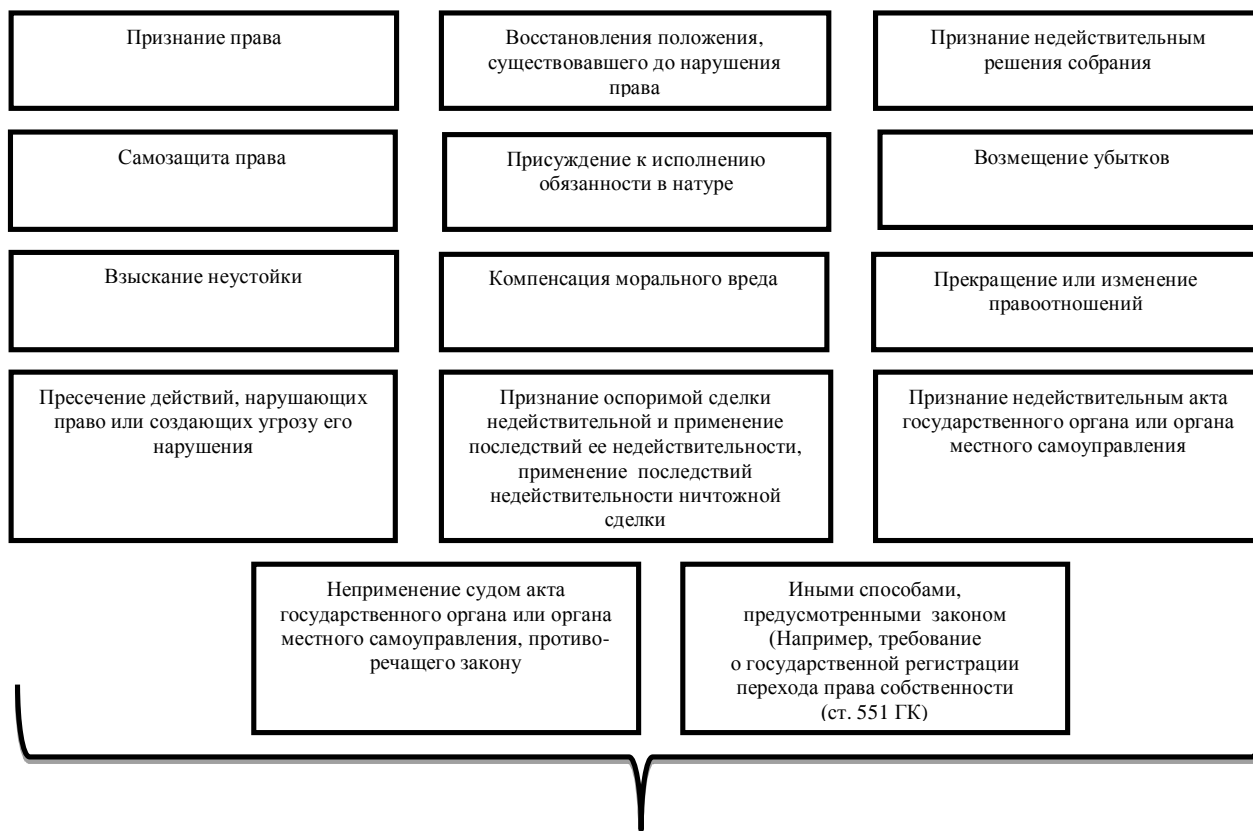 Признание права
Восстановления положения,
существовавшего до нарушения
права
Признание недействительным
решения собрания
Самозащита права
Присуждение к исполнению
обязанности в натуре
Возмещение убытков
Взыскание неустойки
Компенсация морального вреда
Прекращение или изменение
правоотношений
Пресечение действий, нарушающих
право или создающих угрозу его
нарушения
Признание оспоримой сделки
недействительной и применение
последствий ее недействительности,
применение последствий
недействительности ничтожной
сделки
Признание недействительным акта
государственного органа или органа
местного самоуправления
Неприменение судом акта
государственного органа или органа
местного самоуправления, противо-
речащего закону
Иными способами,
предусмотренными законом
(Например, требование
о государственной регистрации
перехода права собственности
(ст. 551 ГК)